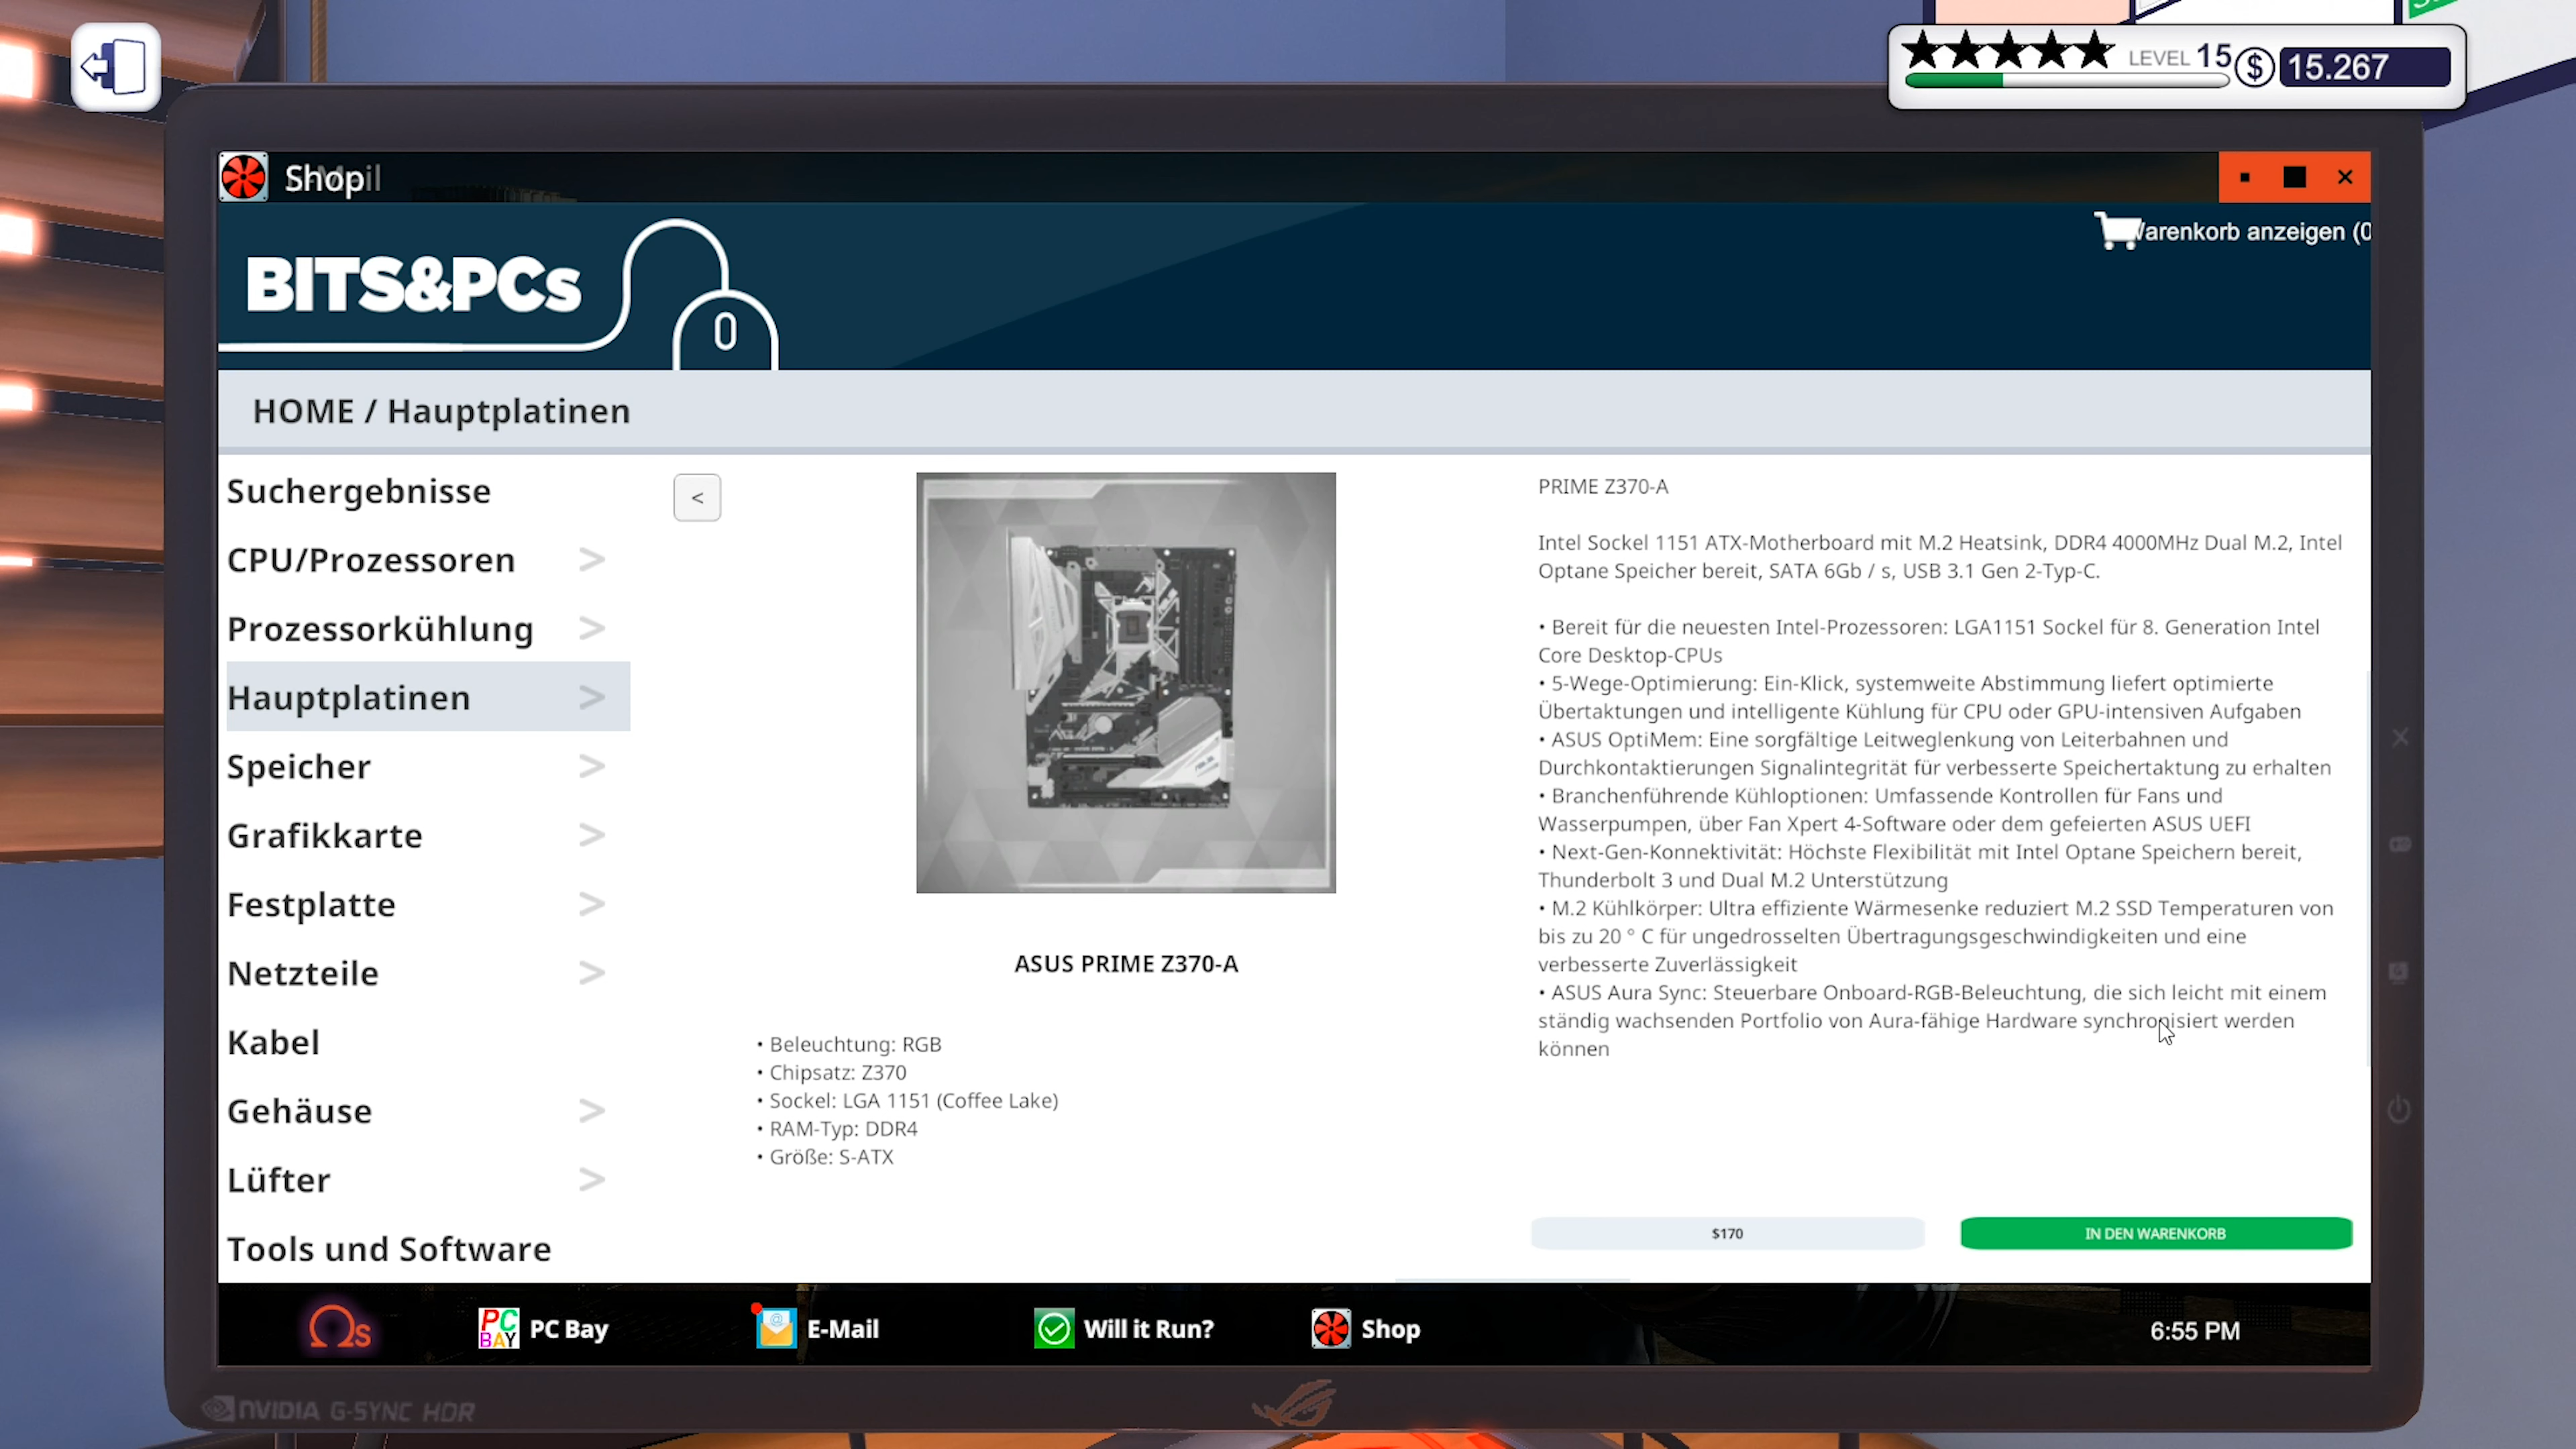 LEVEL 15 $ 15.267
Shop
BITS&PCs
arenkorb anzeigen (0
HOME / Hauptplatinen
Suchergebnisse
CPU/Prozessoren >
Prozessorkühlung >
Hauptplatinen >
Speicher >
Grafikkarte >
Festplatte >
Netzteile >
Kabel
Gehäuse >
Lüfter >
Tools und Software
<
ASUS PRIME Z370-A
• Beleuchtung: RGB
• Chipsatz: Z370
• Sockel: LGA 1151 (Coffee Lake)
• RAM-Typ: DDR4
• Größe: S-ATX
PRIME Z370-A
Intel Sockel 1151 ATX-Motherboard mit M.2 Heatsink, DDR4 4000MHz Dual M.2, Intel
Optane Speicher bereit, SATA 6Gb / s, USB 3.1 Gen 2-Typ-C.
• Bereit für die neuesten Intel-Prozessoren: LGA1151 Sockel für 8. Generation Intel
Core Desktop-CPUs
• 5-Wege-Optimierung: Ein-Klick, systemweite Abstimmung liefert optimierte
Übertaktungen und intelligente Kühlung für CPU oder GPU-intensiven Aufgaben
• ASUS OptiMem: Eine sorgfältige Leitweglenkung von Leiterbahnen und
Durchkontaktierungen Signalintegrität für verbesserte Speichertaktung zu erhalten
• Branchenführende Kühloptionen: Umfassende Kontrollen für Fans und
Wasserpumpen, über Fan Xpert 4-Software oder dem gefeierten ASUS UEFI
• Next-Gen-Konnektivität: Höchste Flexibilität mit Intel Optane Speichern bereit,
Thunderbolt 3 und Dual M.2 Unterstützung
• M.2 Kühlkörper: Ultra effiziente Wärmesenke reduziert M.2 SSD Temperaturen von
bis zu 20 ° C für ungedrosselten Übertragungsgeschwindigkeiten und eine
verbesserte Zuverlässigkeit
• ASUS Aura Sync: Steuerbare Onboard-RGB-Beleuchtung, die sich leicht mit einem
ständig wachsenden Portfolio von Aura-fähige Hardware synchronisiert werden
können
$170
IN DEN WARENKORB
Ωs
PC BAY PC Bay
E-Mail
Will it Run?
Shop
6:55 PM
NVIDIA G-SYNC HDR